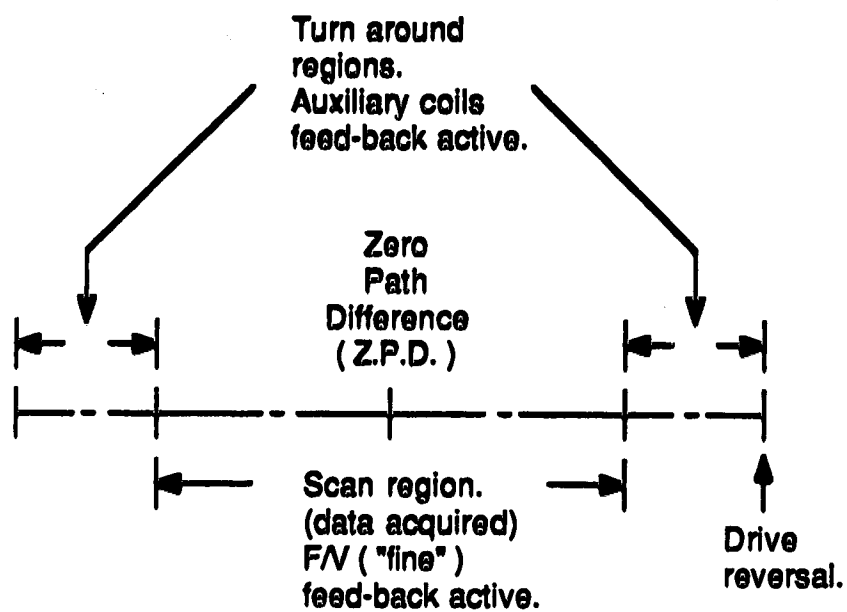 Turn around
regions.
Auxiliary coils
feed-back active.
Zero
Path
Difference
( Z.P.D. )
Scan region.
(data acquired)
F/V ( "fine" )
feed-back active.
Drive
reversal.